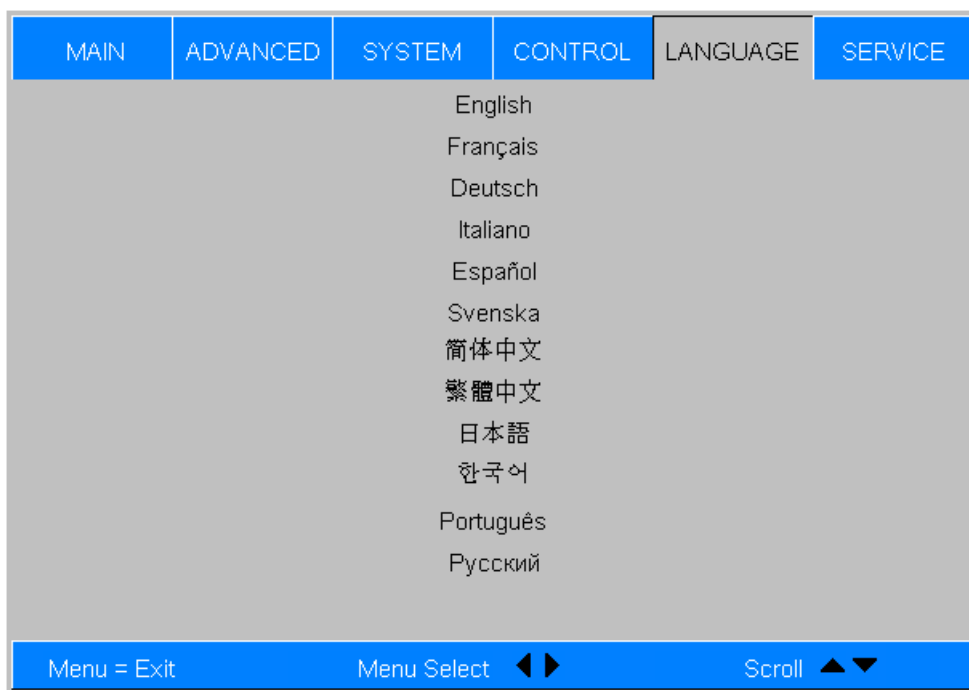 MAIN ADVANCED SYSTEM CONTROL LANGUAGE SERVICE
English
Français
Deutsch
Italiano
Español
Svenska
简体中文
繁體中文
日本語
한국어
Português
Русский
Menu = Exit Menu Select Scroll